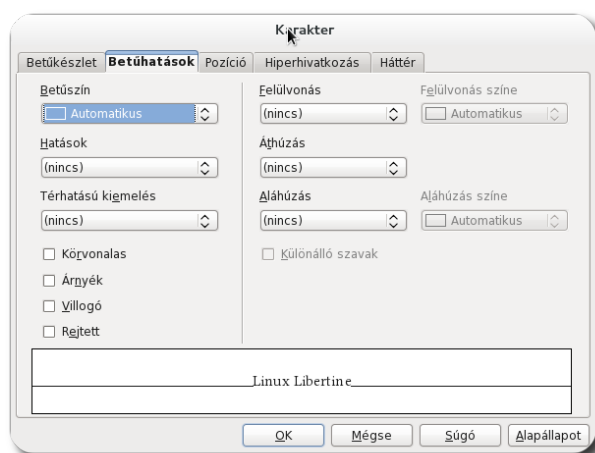 Karakter
Betűkészlet Betűhatások Pozíció Hiperhivatkozás Háttér
Betűszín Felülvonás Felülvonás színe
Automatikus (nincs) Automatikus
Hatások Áthúzás
(nincs) (nincs)
Térhatású kiemelés Aláhúzás Aláhúzás színe
(nincs) (nincs) Automatikus
Körvonalas Különálló szavak
Árnyék
Villogó
Rejtett
Linux Libertine
OK Mégse Súgó Alapállapot